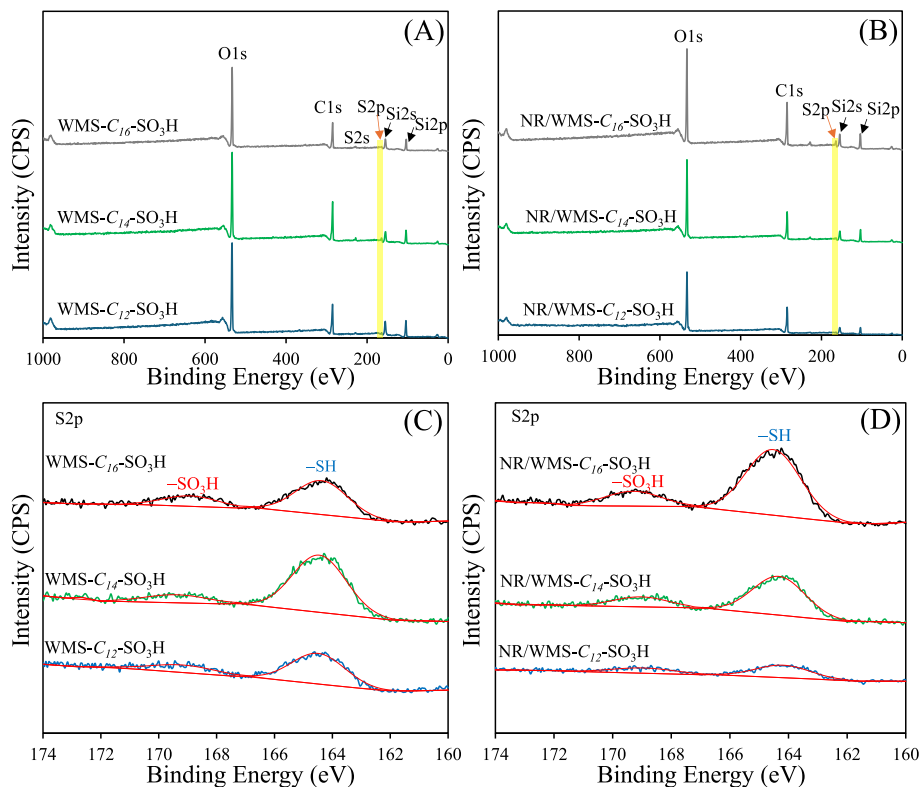 (A)
O1s
C1s
S2p
Si2s
Si2p
S2s
WMS-C16-SO3H
WMS-C14-SO3H
WMS-C12-SO3H
Intensity (CPS)
1000 800 600 400 200 0
Binding Energy (eV)
(B)
O1s
C1s
S2p
Si2s
Si2p
NR/WMS-C16-SO3H
NR/WMS-C14-SO3H
NR/WMS-C12-SO3H
Intensity (CPS)
1000 800 600 400 200 0
Binding Energy (eV)
(C)
S2p
WMS-C16-SO3H
–SO3H
–SH
WMS-C14-SO3H
WMS-C12-SO3H
Intensity (CPS)
174 172 170 168 166 164 162 160
Binding Energy (eV)
(D)
S2p
–SH
NR/WMS-C16-SO3H
–SO3H
NR/WMS-C14-SO3H
NR/WMS-C12-SO3H
Intensity (CPS)
174 172 170 168 166 164 162 160
Binding Energy (eV)